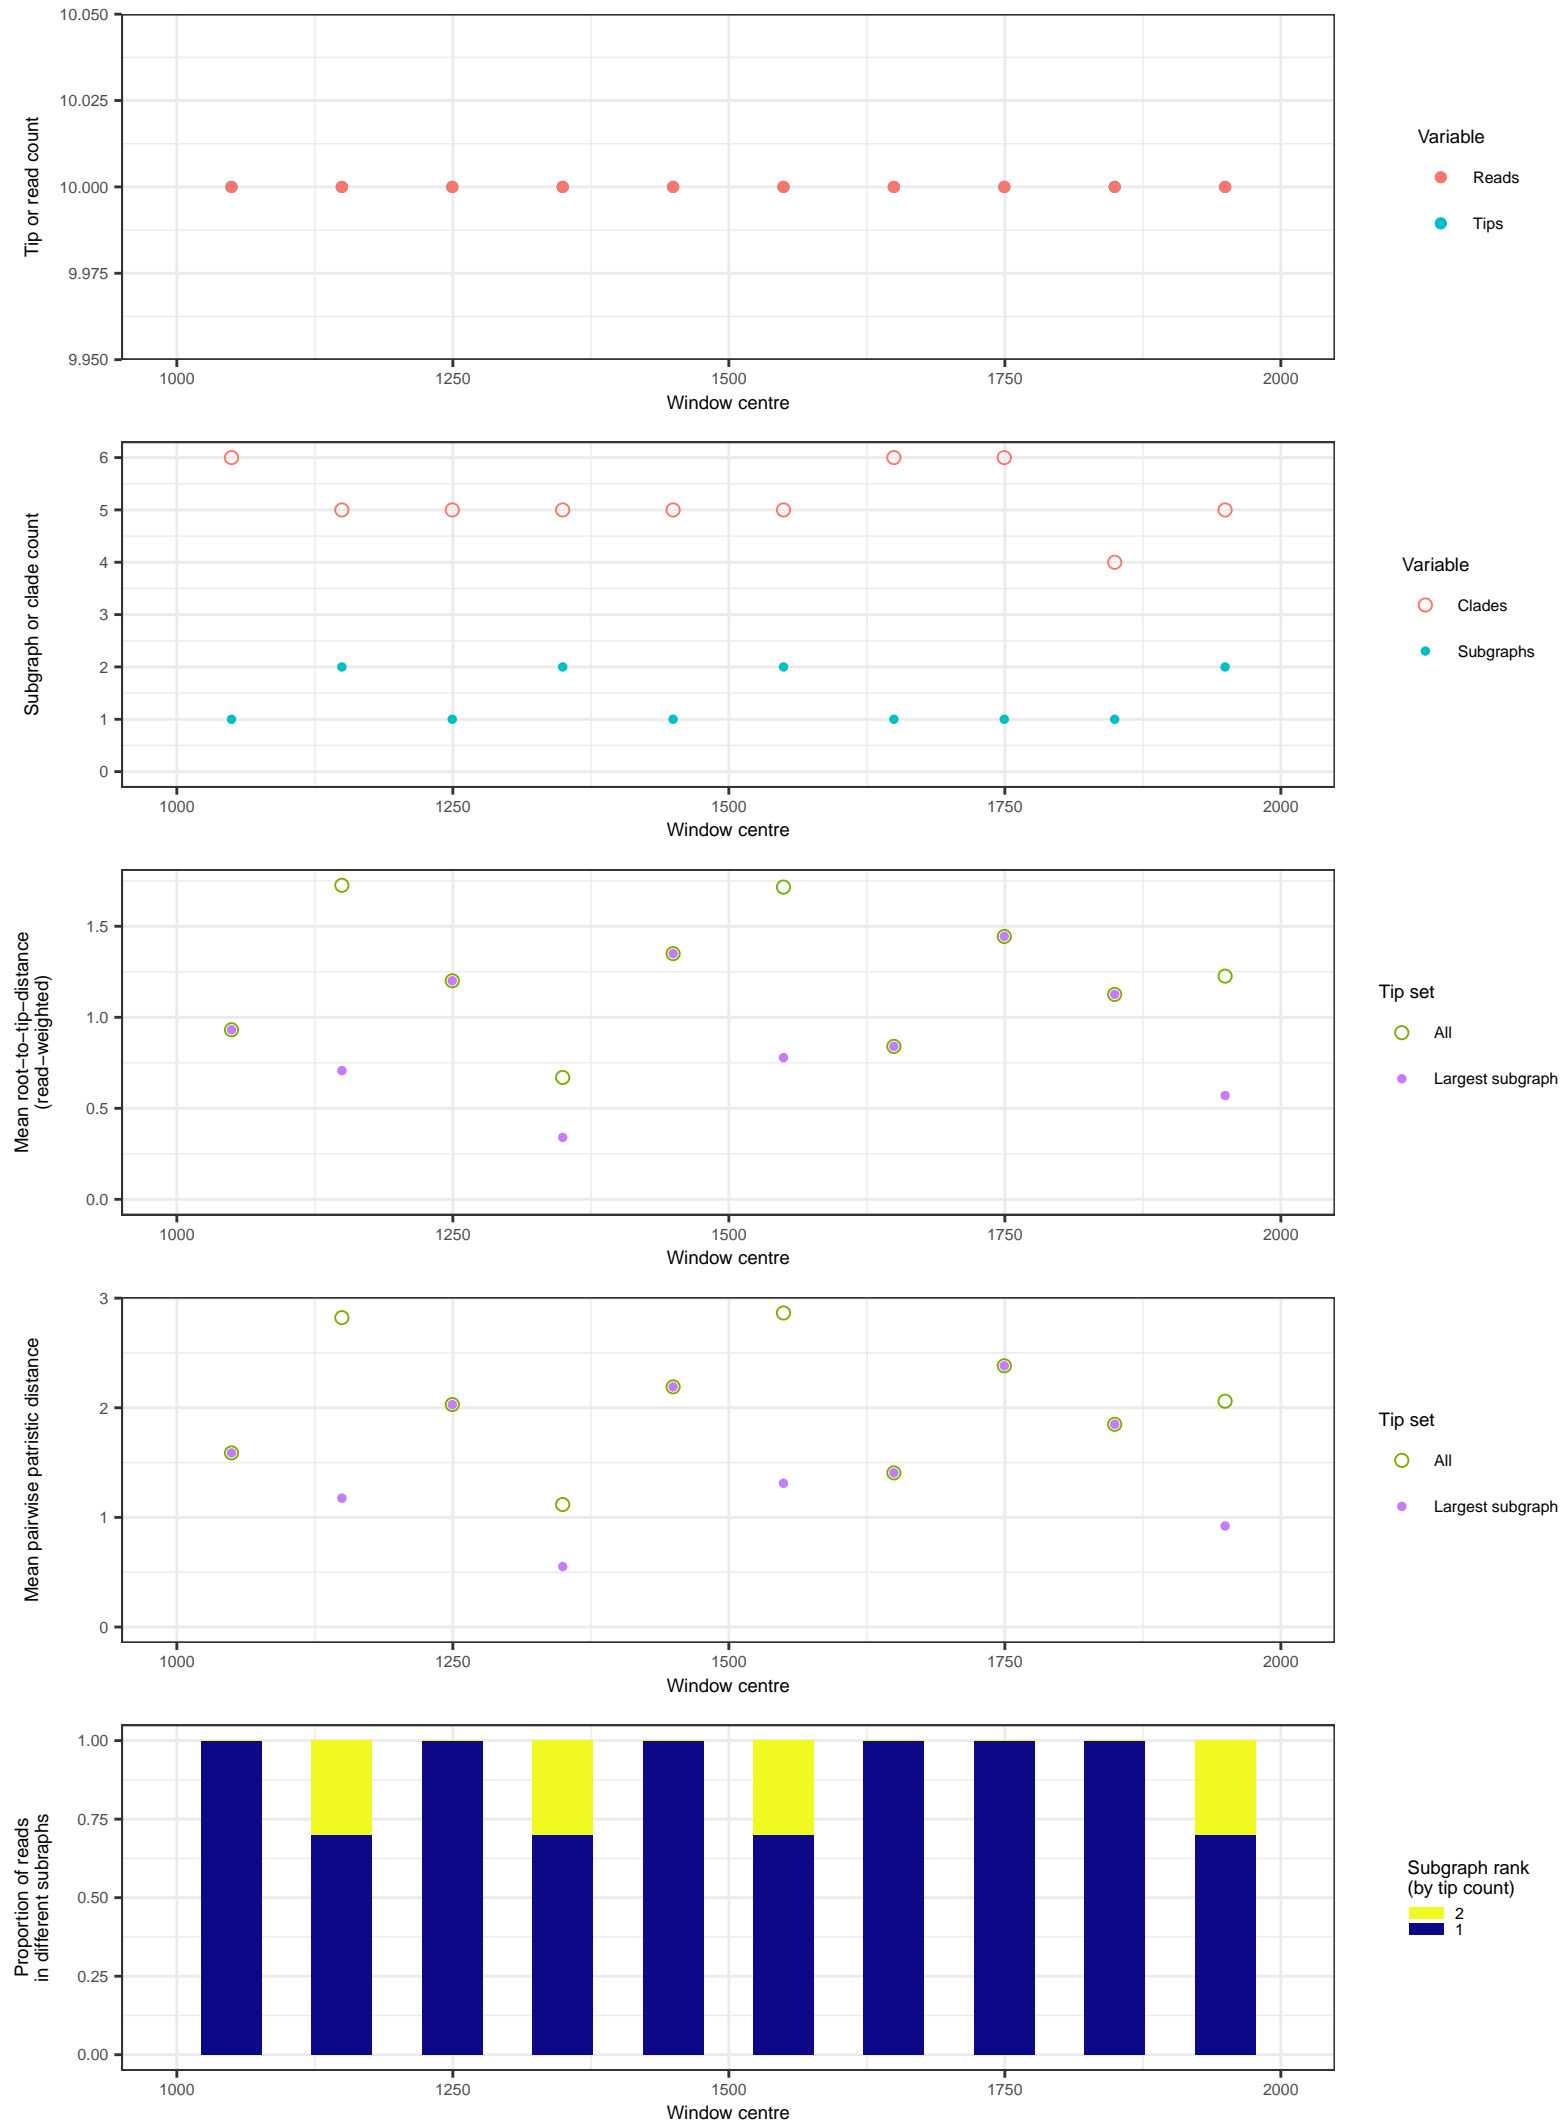 10.050
10.025
10.000
9.975
9.950
Tip or read count
1000 1250 1500 1750 2000
Window centre
Variable
Reads
Tips
6
5
4
3
2
1
0
Subgraph or clade count
1000 1250 1500 1750 2000
Window centre
Variable
Clades
Subgraphs
1.5
1.0
0.5
0.0
Mean root−to−tip−distance
(read−weighted)
1000 1250 1500 1750 2000
Window centre
Tip set
All
Largest subgraph
3
2
1
0
Mean pairwise patristic distance
1000 1250 1500 1750 2000
Window centre
Tip set
All
Largest subgraph
1.00
0.75
0.50
0.25
0.00
Proportion of reads
in different subraphs
1000 1250 1500 1750 2000
Window centre
Subgraph rank
(by tip count)
2
1